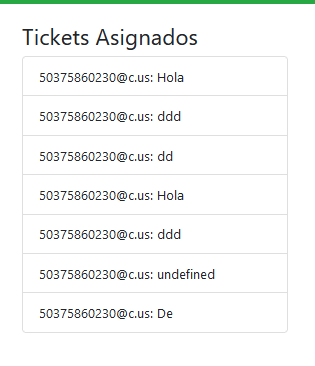 Tickets Asignados
50375860230@c.us: Hola
50375860230@c.us: ddd
50375860230@c.us: dd
50375860230@c.us: Hola
50375860230@c.us: ddd
50375860230@c.us: undefined
50375860230@c.us: De